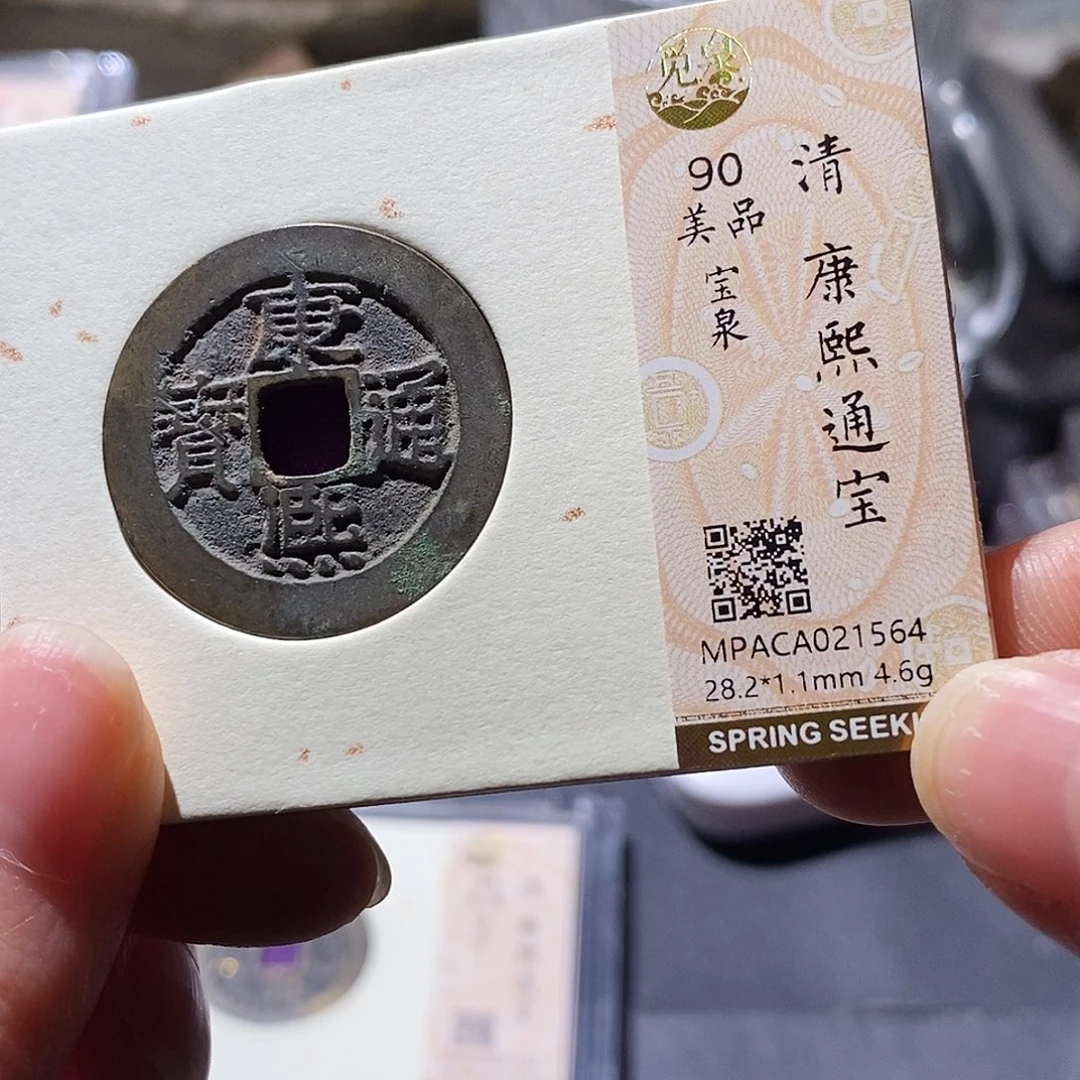 康熙通寶
觅泉
清 康熙通宝
90
美品
宝泉
MPACA021564
28.2*1.1mm 4.6g
SPRING SEEKI